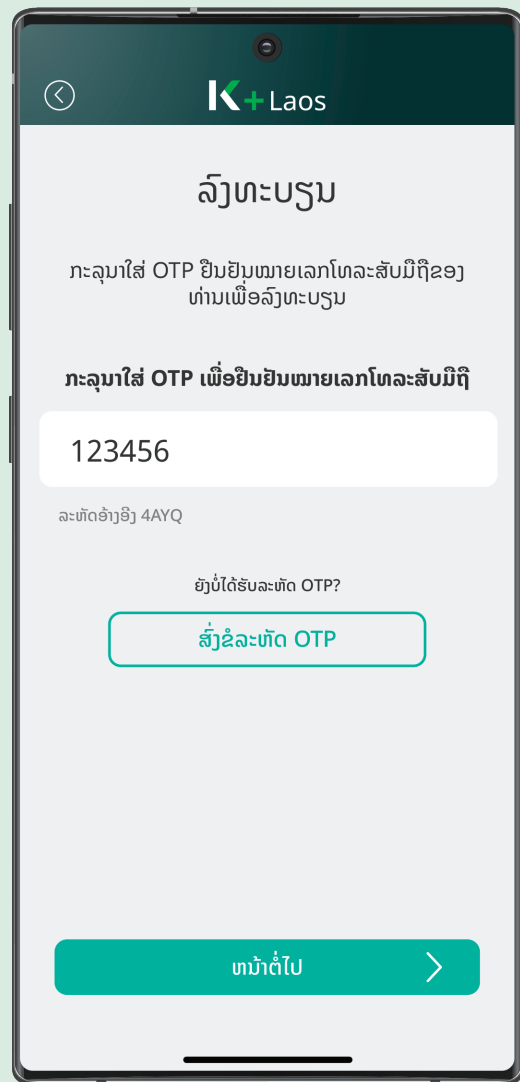 K+ Laos
ລົງທະບຽນ
ກະລຸນາໃສ່ OTP ຢືນຢັນໝາຍເລກໂທລະສັບມືຖືຂອງ
ທ່ານເພື່ອລົງທະບຽນ
ກະລຸນາໃສ່ OTP ເພື່ອຢືນຢັນໝາຍເລກໂທລະສັບມືຖື
123456
ລະຫັດອ້າງອີງ 4AYQ
ຍັງບໍ່ໄດ້ຮັບລະຫັດ OTP?
ສົ່ງຂໍລະຫັດ OTP
ຫນ້າຕໍ່ໄປ